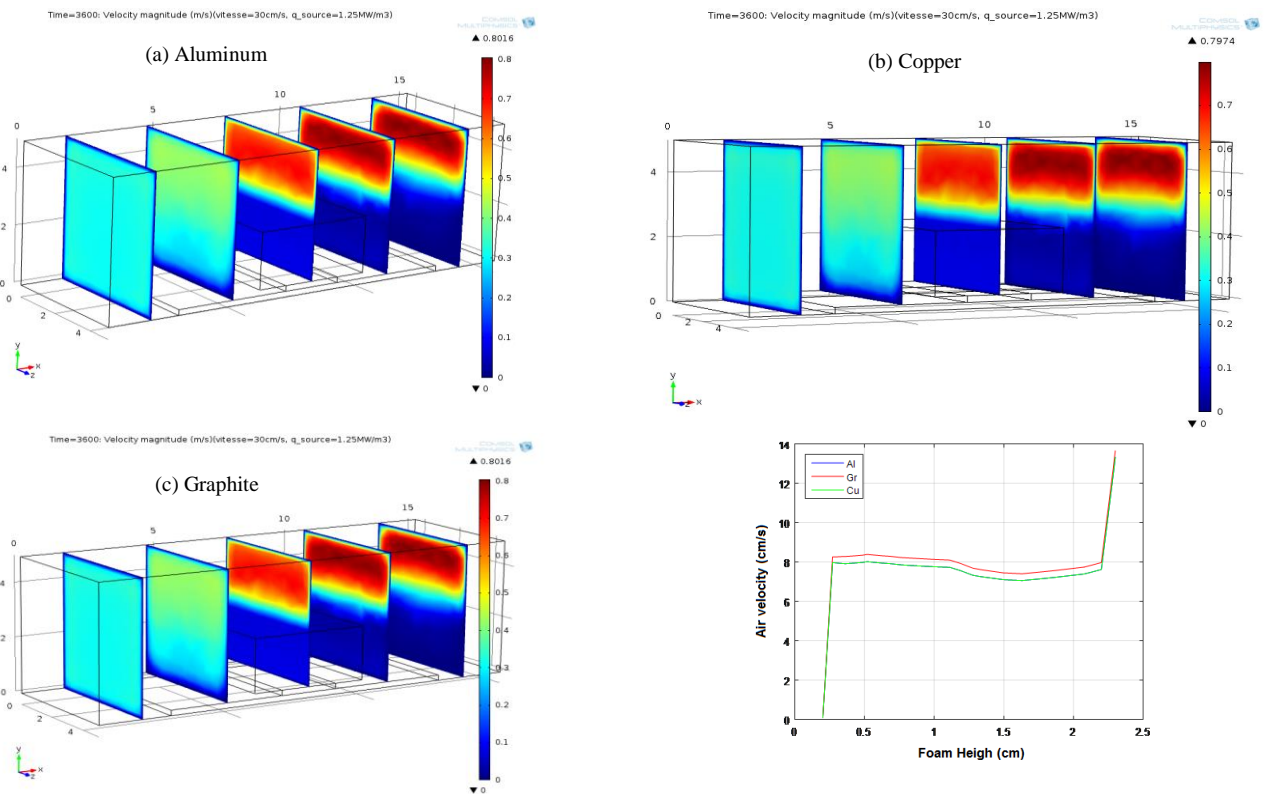 Time=3600: Velocity magnitude (m/s)(vitesse=30cm/s, q_source=1.25MW/m3)
COMSOL
MULTIPHYSICS
▲ 0.8016
(a) Aluminum
0
5
10
15
4
2
0
0
2
4
0.8
0.7
0.6
0.5
0.4
0.3
0.2
0.1
0
▼ 0
y
x
z
Time=3600: Velocity magnitude (m/s)(vitesse=30cm/s, q_source=1.25MW/m3)
COMSOL
MULTIPHYSICS
▲ 0.7974
(b) Copper
0
5
10
15
4
2
0
0
2
4
0.7
0.6
0.5
0.4
0.3
0.2
0.1
0
▼ 0
y
z
x
Time=3600: Velocity magnitude (m/s)(vitesse=30cm/s, q_source=1.25MW/m3)
COMSOL
MULTIPHYSICS
▲ 0.8016
(c) Graphite
0
5
10
15
4
2
0
0
2
4
0.8
0.7
0.6
0.5
0.4
0.3
0.2
0.1
0
▼ 0
y
x
z
Al
Gr
Cu
14
12
10
8
6
4
2
0
Air velocity (cm/s)
0 0.5 1 1.5 2 2.5
Foam Heigh (cm)